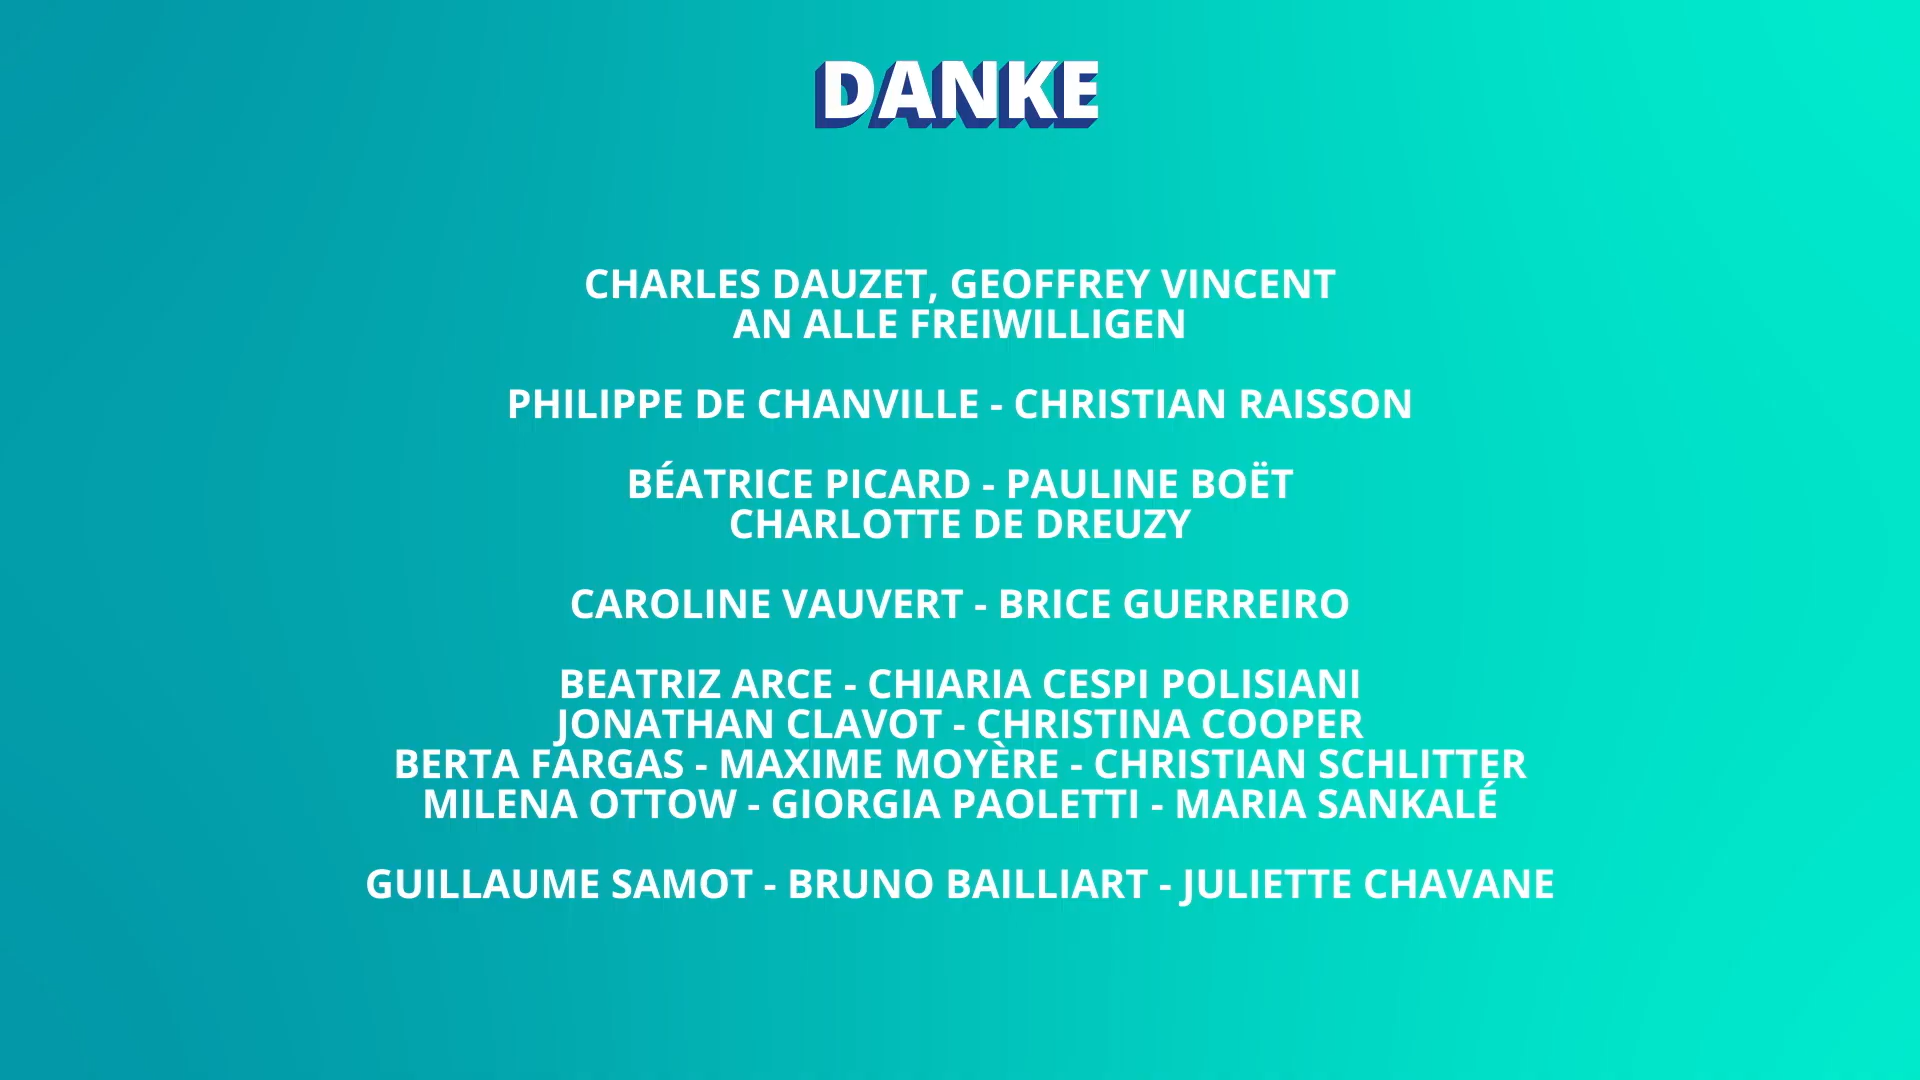 DANKE
CHARLES DAUZET, GEOFFREY VINCENT
AN ALLE FREIWILLIGEN
PHILIPPE DE CHANVILLE - CHRISTIAN RAISSON
BÉATRICE PICARD - PAULINE BOËT
CHARLOTTE DE DREUZY
CAROLINE VAUVERT - BRICE GUERREIRO
BEATRIZ ARCE - CHIARIA CESPI POLISIANI
JONATHAN CLAVOT - CHRISTINA COOPER
BERTA FARGAS - MAXIME MOYÈRE - CHRISTIAN SCHLITTER
MILENA OTTOW - GIORGIA PAOLETTI - MARIA SANKALÉ
GUILLAUME SAMOT - BRUNO BAILLIART - JULIETTE CHAVANE